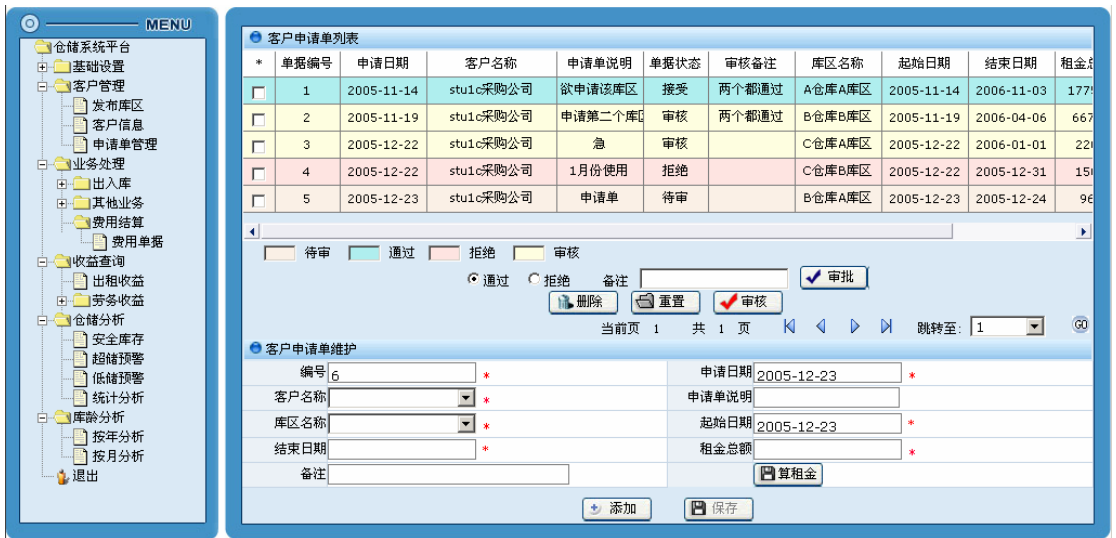 MENU
仓储系统平台
基础设置
客户管理
发布库区
客户信息
申请单管理
业务处理
出入库
其他业务
费用结算
费用单据
收益查询
出租收益
劳务收益
仓储分析
安全库存
超储预警
低储预警
统计分析
库龄分析
按年分析
按月分析
退出
客户申请单列表
* 单据编号 申请日期 客户名称 申请单说明 单据状态 审核备注 库区名称 起始日期 结束日期 租金总
1 2005-11-14 stu1c采购公司 欲申请该库区 接受 两个都通过 A仓库A库区 2005-11-14 2006-11-03 177
2 2005-11-19 stu1c采购公司 申请第二个库区 审核 两个都通过 B仓库B库区 2005-11-19 2006-04-06 667
3 2005-12-22 stu1c采购公司 急 审核 C仓库A库区 2005-12-22 2006-01-01 22
4 2005-12-22 stu1c采购公司 1月份使用 拒绝 C仓库B库区 2005-12-22 2005-12-31 15
5 2005-12-23 stu1c采购公司 申请单 待审 B仓库A库区 2005-12-23 2005-12-24 96
待审 通过 拒绝 审核
通过 拒绝 备注 审批
删除 重置 审核
当前页 1 共 1 页 跳转至: 1 GO
客户申请单维护
编号 6 * 申请日期 2005-12-23 *
客户名称 * 申请单说明
库区名称 * 起始日期 2005-12-23 *
结束日期 * 租金总额 *
备注 算租金
添加 保存